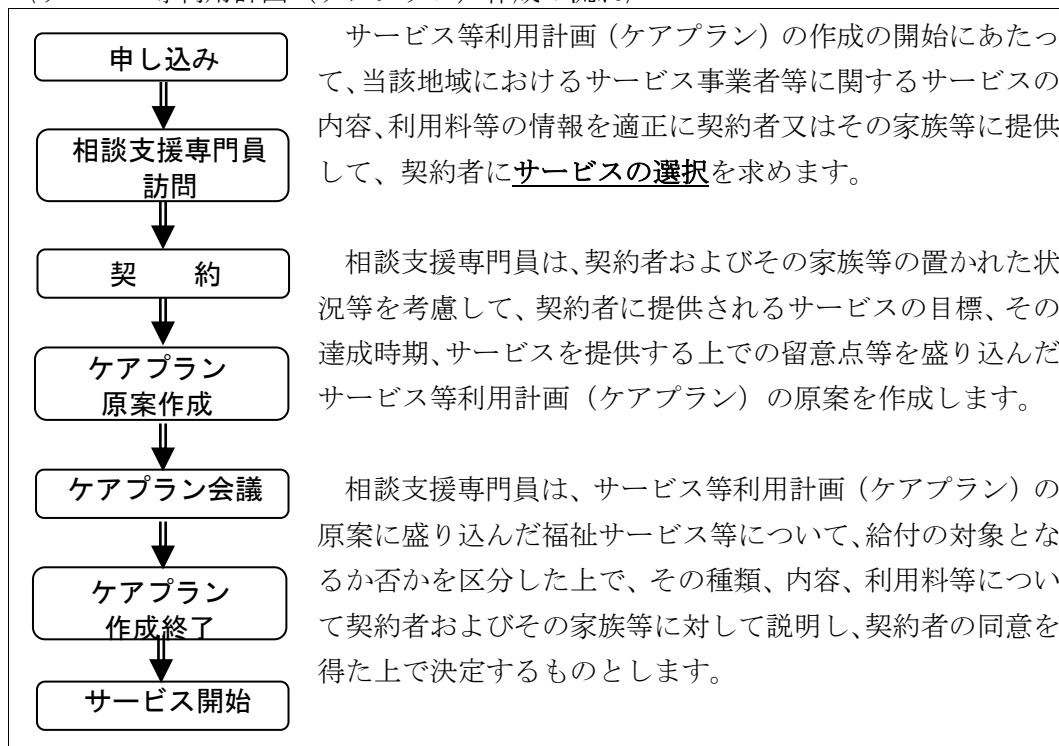 申し込み
相談支援専門員
訪問
契　　約
ケアプラン
原案作成
ケアプラン会議
ケアプラン
作成終了
サービス開始
サービス等利用計画（ケアプラン）の作成の開始にあたっ
て、当該地域におけるサービス事業者等に関するサービスの
内容、利用料等の情報を適正に契約者又はその家族等に提供
して、契約者にサービスの選択を求めます。
相談支援専門員は、契約者およびその家族等の置かれた状
況等を考慮して、契約者に提供されるサービスの目標、その
達成時期、サービスを提供する上での留意点等を盛り込んだ
サービス等利用計画（ケアプラン）の原案を作成します。
相談支援専門員は、サービス等利用計画（ケアプラン）の
原案に盛り込んだ福祉サービス等について、給付の対象とな
るか否かを区分した上で、その種類、内容、利用料等につい
て契約者およびその家族等に対して説明し、契約者の同意を
得た上で決定するものとします。